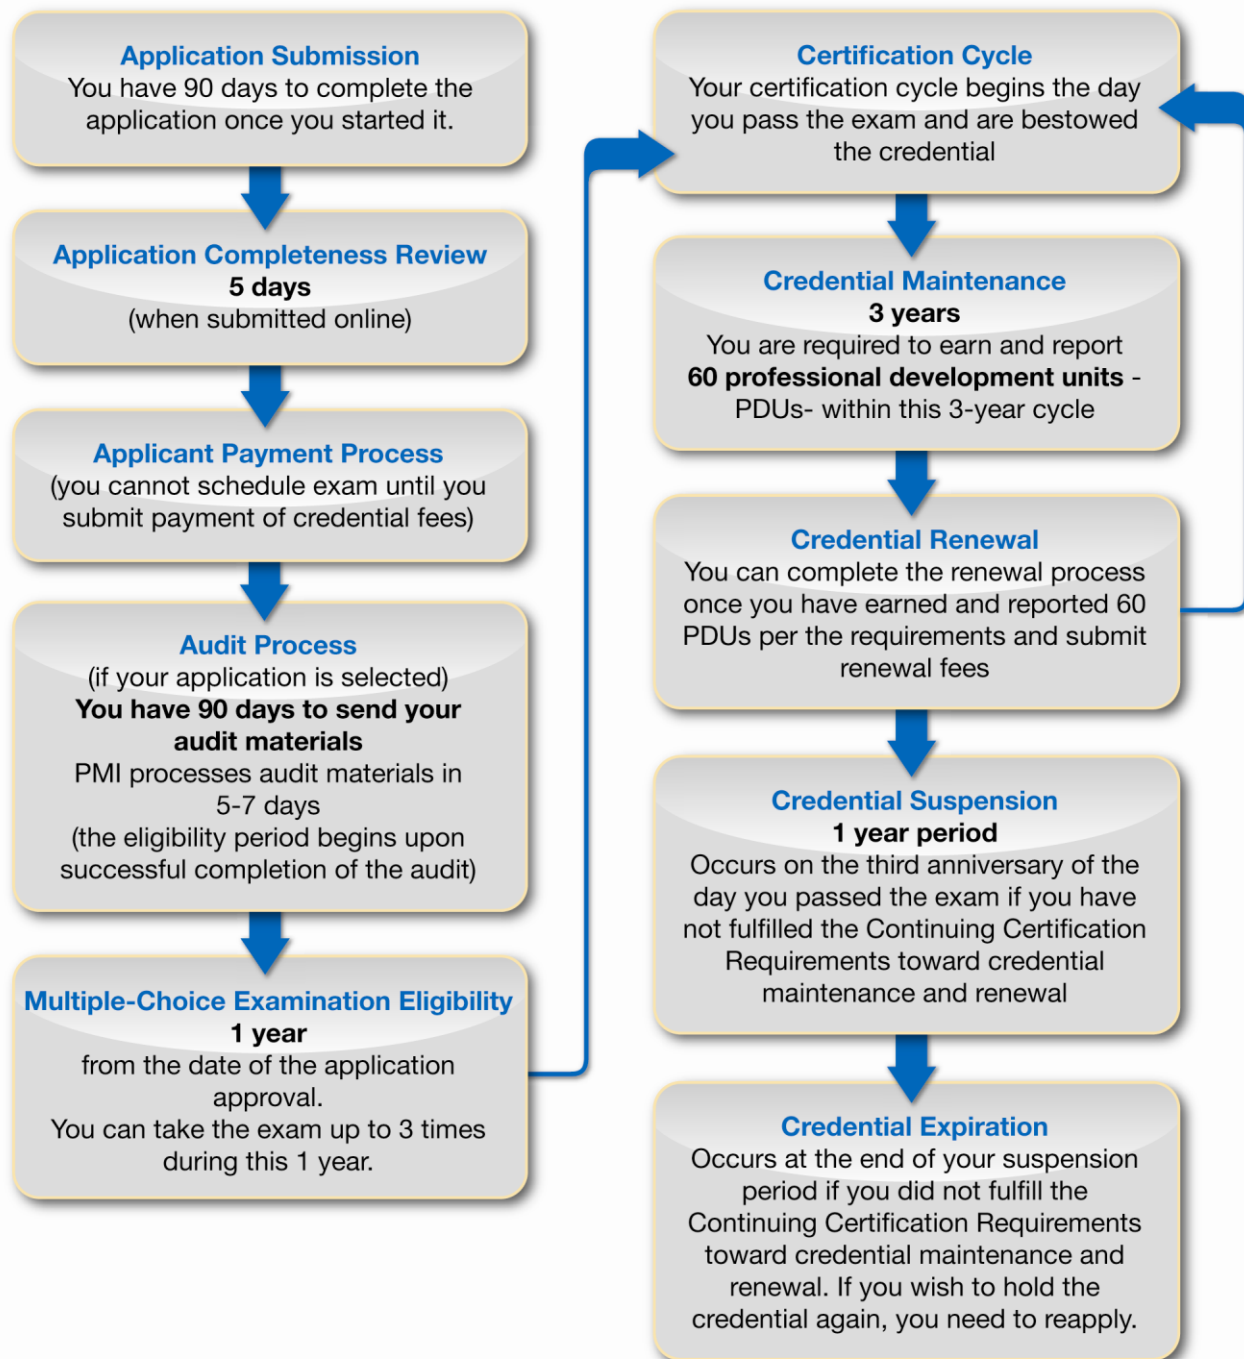 Application Submission
You have 90 days to complete the
application once you started it.
Application Completeness Review
5 days
(when submitted online)
Applicant Payment Process
(you cannot schedule exam until you
submit payment of credential fees)
Audit Process
(if your application is selected)
You have 90 days to send your
audit materials
PMI processes audit materials in
5-7 days
(the eligibility period begins upon
successful completion of the audit)
Multiple-Choice Examination Eligibility
1 year
from the date of the application
approval.
You can take the exam up to 3 times
during this 1 year.
Certification Cycle
Your certification cycle begins the day
you pass the exam and are bestowed
the credential
Credential Maintenance
3 years
You are required to earn and report
60 professional development units -
PDUs- within this 3-year cycle
Credential Renewal
You can complete the renewal process
once you have earned and reported 60
PDUs per the requirements and submit
renewal fees
Credential Suspension
1 year period
Occurs on the third anniversary of the
day you passed the exam if you have
not fulfilled the Continuing Certification
Requirements toward credential
maintenance and renewal
Credential Expiration
Occurs at the end of your suspension
period if you did not fulfill the
Continuing Certification Requirements
toward credential maintenance and
renewal. If you wish to hold the
credential again, you need to reapply.